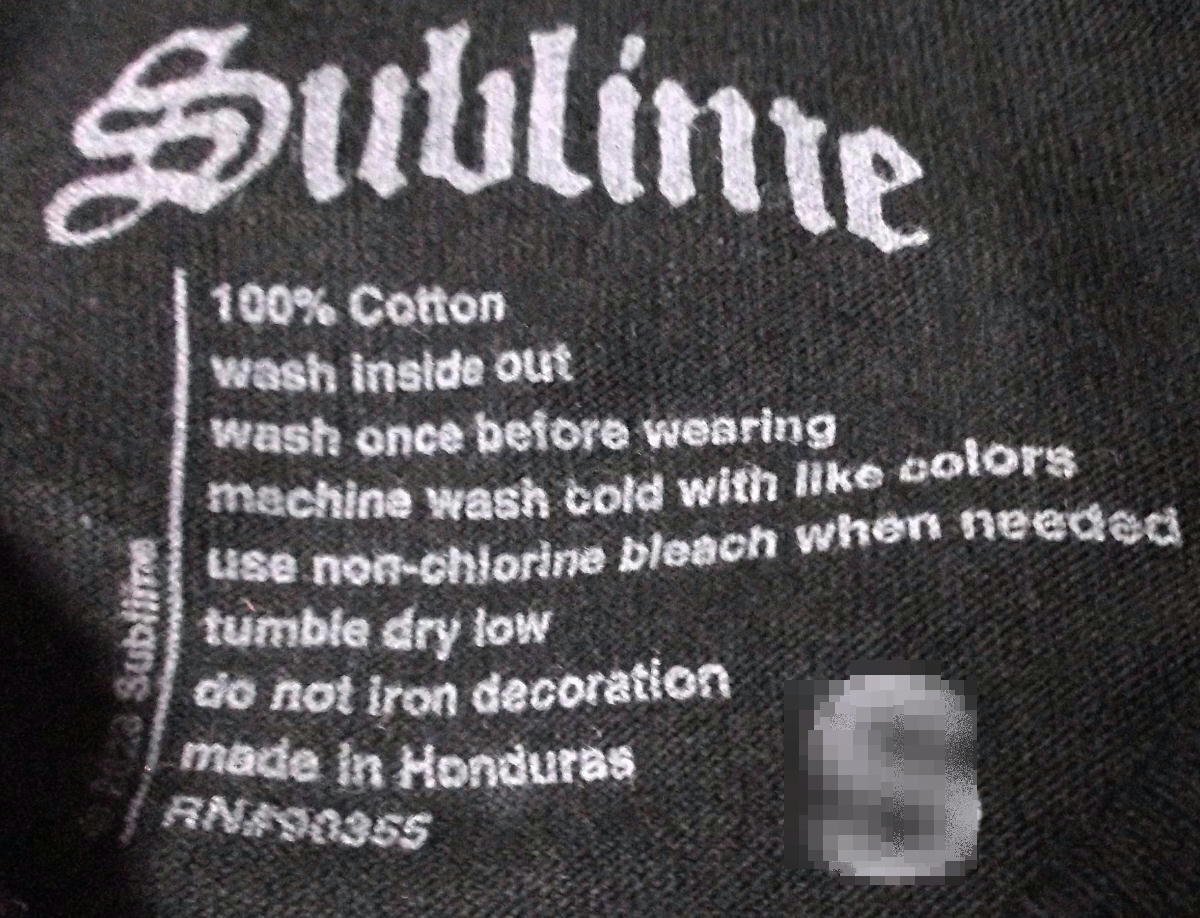 Sublime
100% Cotton
wash inside out
wash once before wearing
machine wash cold with like colors
use non-chlorine bleach when needed
tumble dry low
do not iron decoration
made in Honduras
RN#90355
Sublime